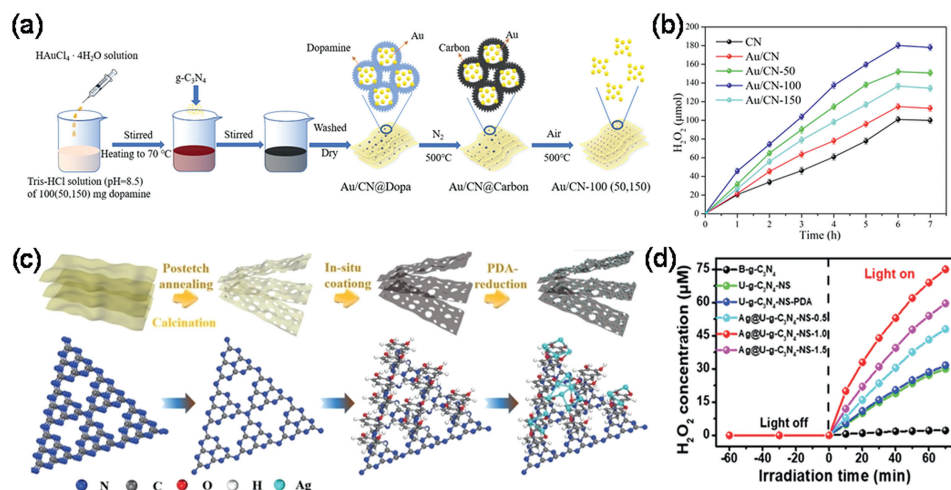 (a)
HAuCl₄ · 4H₂O solution
g-C₃N₄
Stirred
Heating to 70 °C
Stirred
Tris-HCl solution (pH=8.5)
of 100(50,150) mg dopamine
Washed
Dry
Dopamine
Au
Au/CN@Dopa
N₂
500°C
Carbon
Au
Au/CN@Carbon
Air
500°C
Au/CN-100 (50,150)
(b)
H₂O₂ (μmol)
200
180
160
140
120
100
80
60
40
20
0
CN
Au/CN
Au/CN-50
Au/CN-100
Au/CN-150
0 1 2 3 4 5 6 7
Time (h)
(c)
Postetch
annealing
Calcination
In-situ
coationg
PDA-
reduction
N C O H Ag
(d)
H₂O₂ concentration (μM)
75
60
45
30
15
0
B-g-C₃N₄
U-g-C₃N₄-NS
U-g-C₃N₄-NS-PDA
Ag@U-g-C₃N₄-NS-0.5
Ag@U-g-C₃N₄-NS-1.0
Ag@U-g-C₃N₄-NS-1.5
Light on
Light off
-60 -40 -20 0 20 40 60
Irradiation time (min)